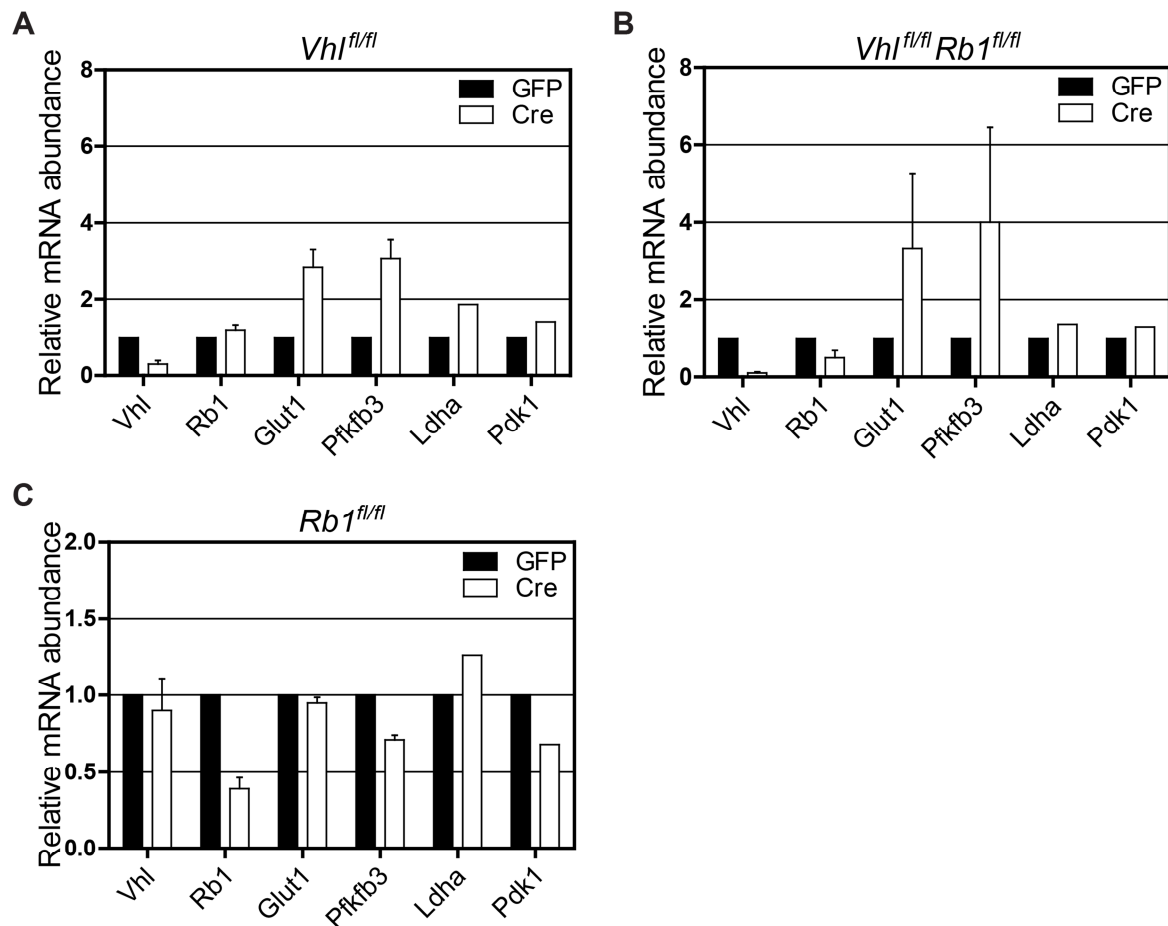 A
Vhl^fl/fl
Relative mRNA abundance
8
6
4
2
0
GFP
Cre
Vhl
Rb1
Glut1
Pfkfb3
Ldha
Pdk1
B
Vhl^fl/fl Rb1^fl/fl
Relative mRNA abundance
8
6
4
2
0
GFP
Cre
Vhl
Rb1
Glut1
Pfkfb3
Ldha
Pdk1
C
Rb1^fl/fl
Relative mRNA abundance
2.0
1.5
1.0
0.5
0.0
GFP
Cre
Vhl
Rb1
Glut1
Pfkfb3
Ldha
Pdk1